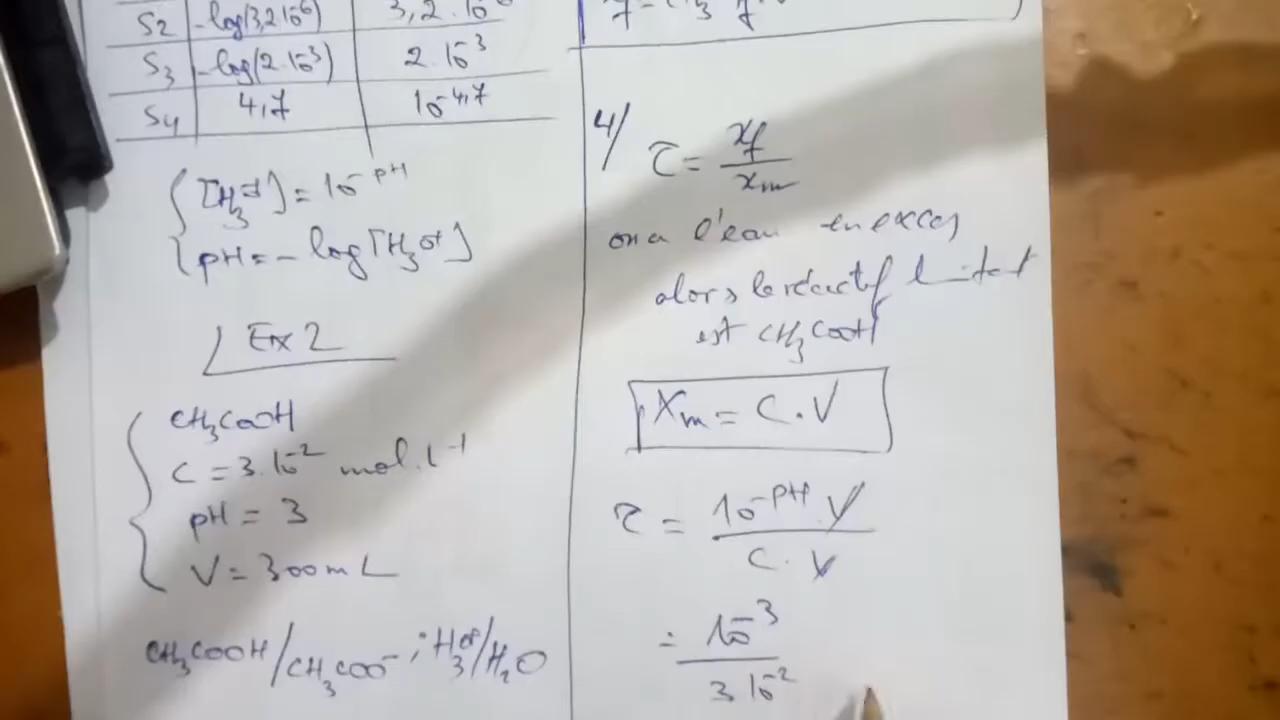 S2 -log(3,2.10⁻⁶) 3,2.10⁻⁶
S3 -log(2.10⁻³) 2.10⁻³
S4 4,7 10⁻⁴,⁷
[H₃O⁺] = 10⁻ᵖᴴ
pH = - log[H₃O⁺]
Ex 2
CH₃COOH
C = 3.10⁻² mol.L⁻¹
pH = 3
V = 300 mL
CH₃COOH/CH₃COO⁻ ; H₃O⁺/H₂O
4/ τ = xf/xm
on a l'eau en excès
alors le réactif limitant
est CH₃COOH
Xm = C.V
τ = 10⁻ᵖᴴ.V / C.V
= 10⁻³ / 3.10⁻²